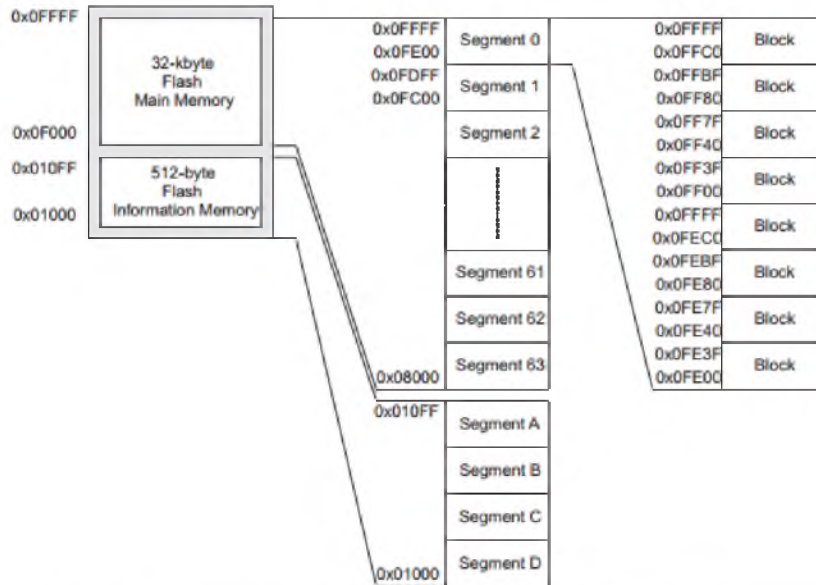 0x0FFFF
32-kbyte
Flash
Main Memory
0x0F000
0x010FF
512-byte
Flash
Information Memory
0x01000
0x0FFFF
0x0FE00
0x0FDFF
0x0FC00
Segment 0
Segment 1
Segment 2
Segment 61
Segment 62
Segment 63
0x08000
0x010FF
Segment A
Segment B
Segment C
Segment D
0x01000
0x0FFFF
0x0FFC0
Block
0x0FFBF
0x0FF80
Block
0x0FF7F
0x0FF40
Block
0x0FF3F
0x0FF00
Block
0x0FFFF
0x0FEC0
Block
0x0FEBF
0x0FE80
Block
0x0FE7F
0x0FE40
Block
0x0FE3F
0x0FE00
Block